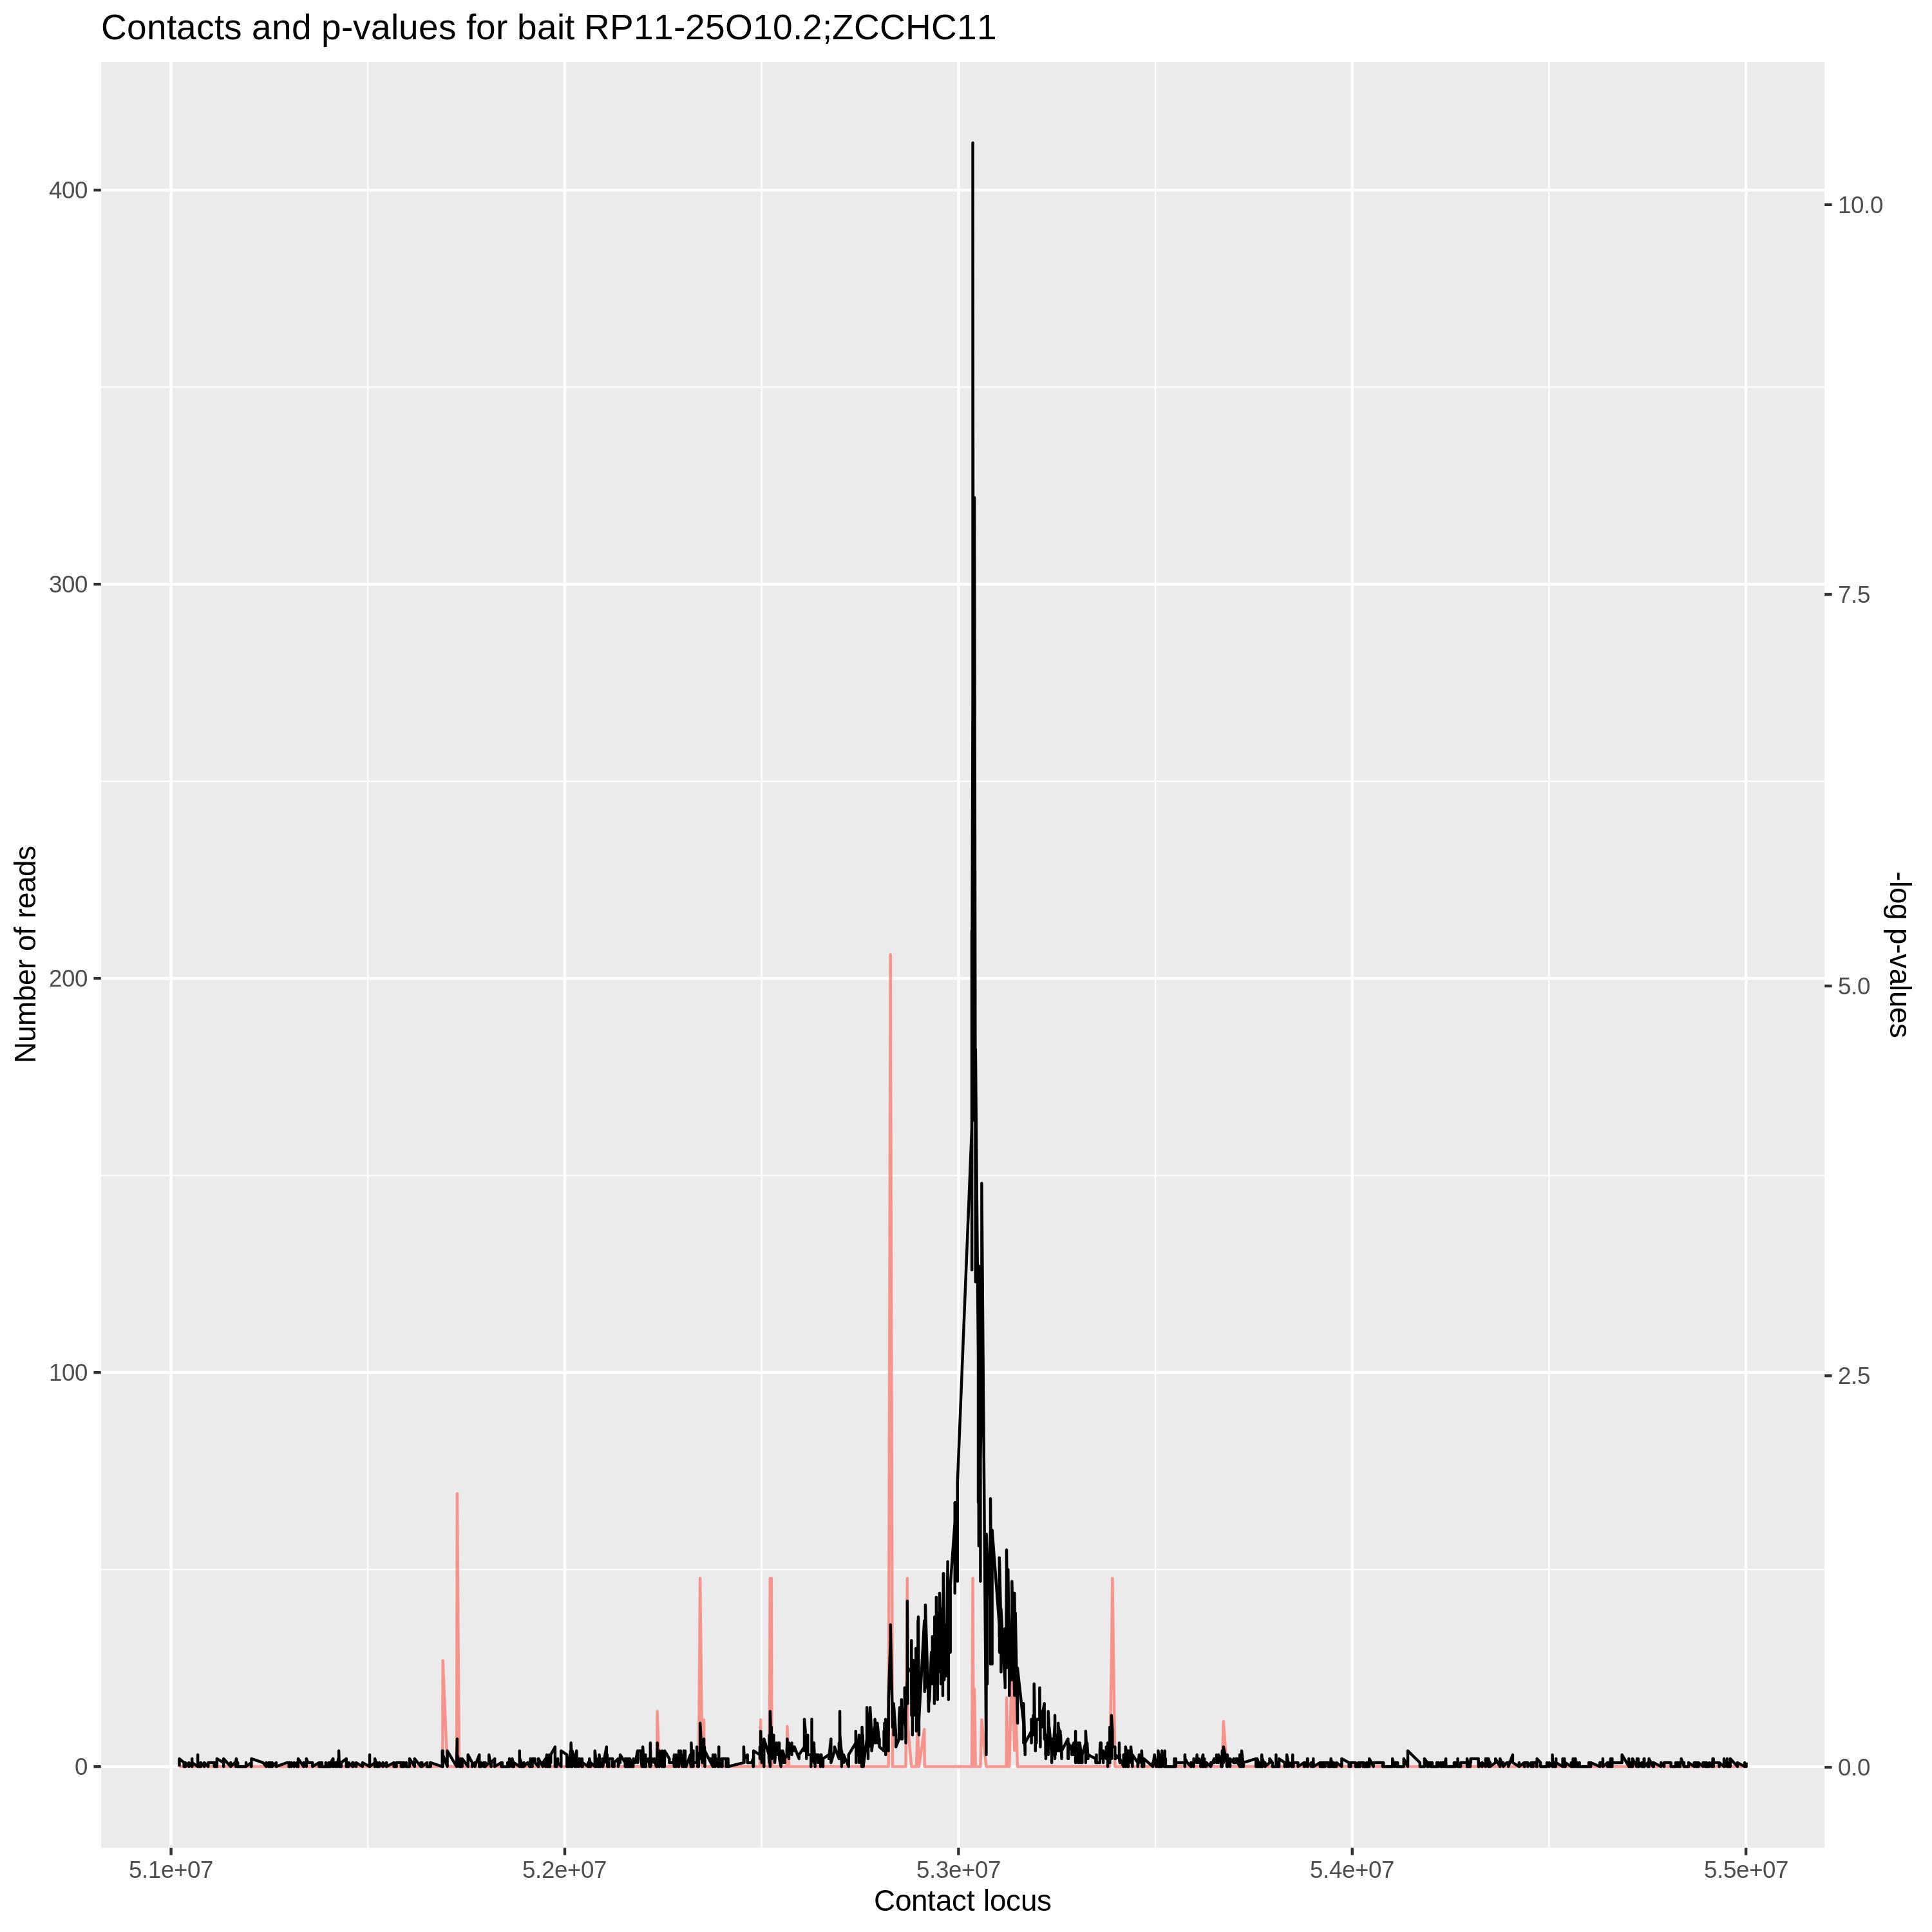 Contacts and p-values for bait RP11-25O10.2;ZCCHC11
400
300
200
100
0
Number of reads
10.0
7.5
5.0
2.5
0.0
-log p-values
5.1e+07
5.2e+07
5.3e+07
5.4e+07
5.5e+07
Contact locus